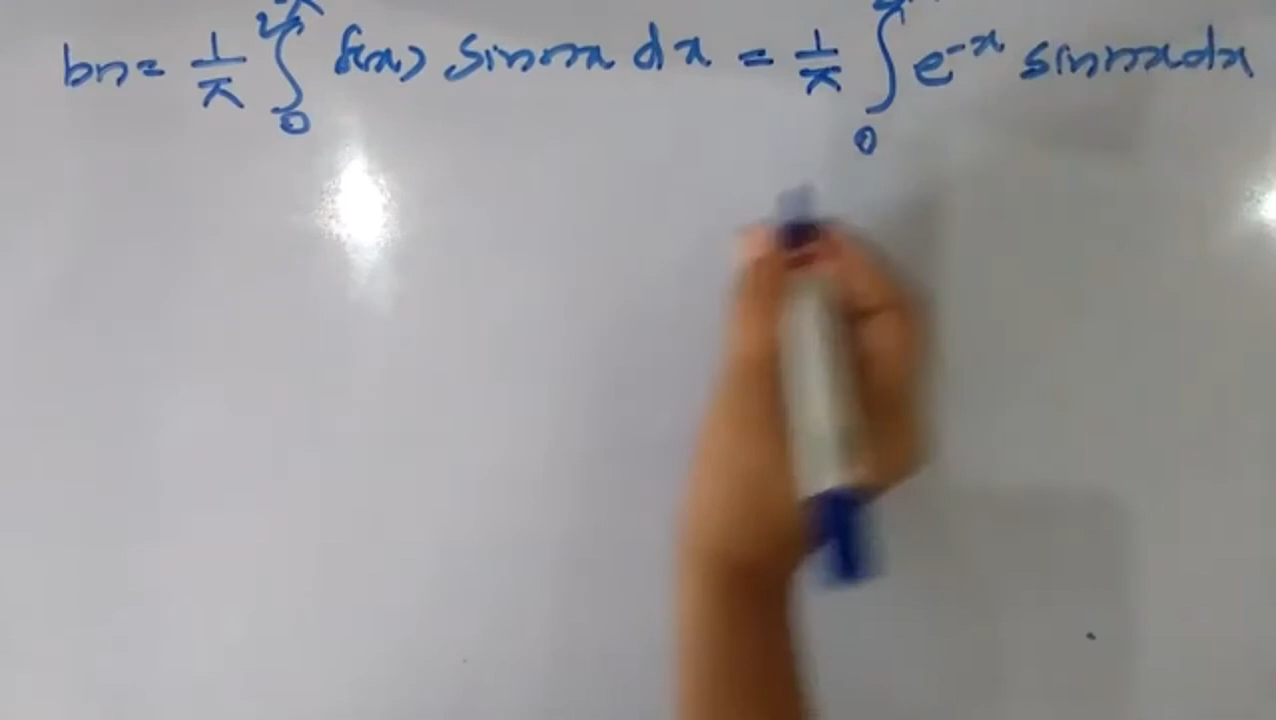 bn = 1/π ∫₀^2π f(x) sin nx dx = 1/π ∫₀ e^-x sin nx dx